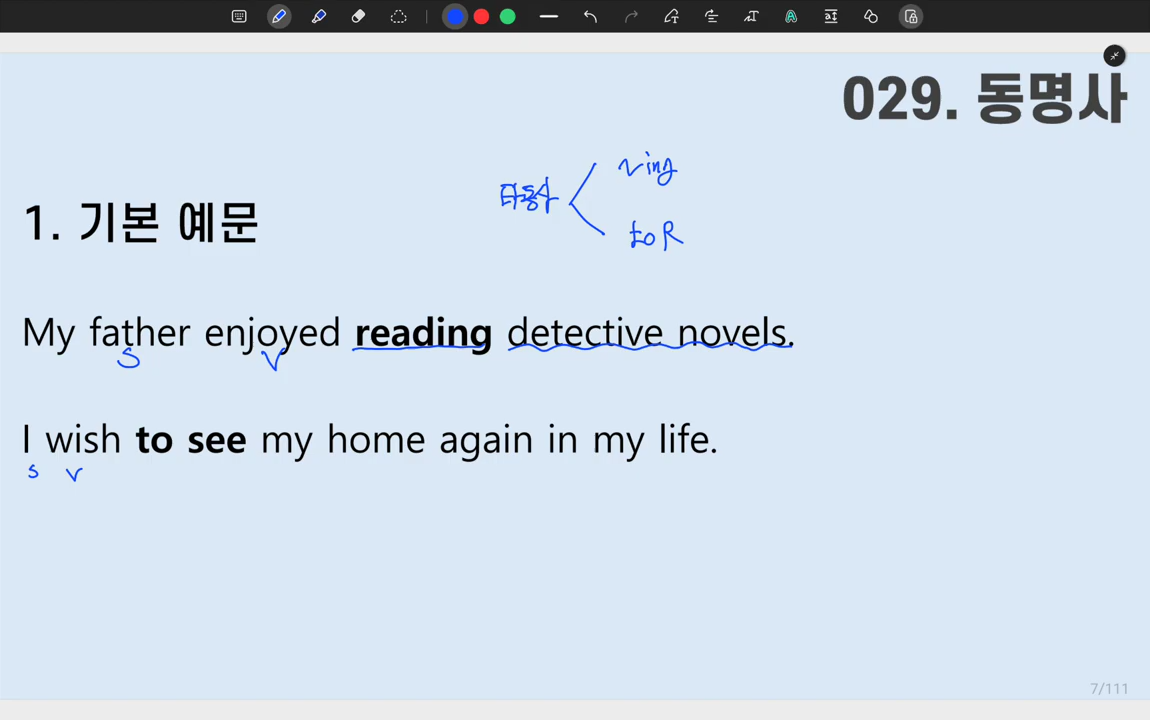 029. 동명사
타동사
Ving
to R
1. 기본 예문
My father enjoyed reading detective novels.
S V
I wish to see my home again in my life.
S V
7/111